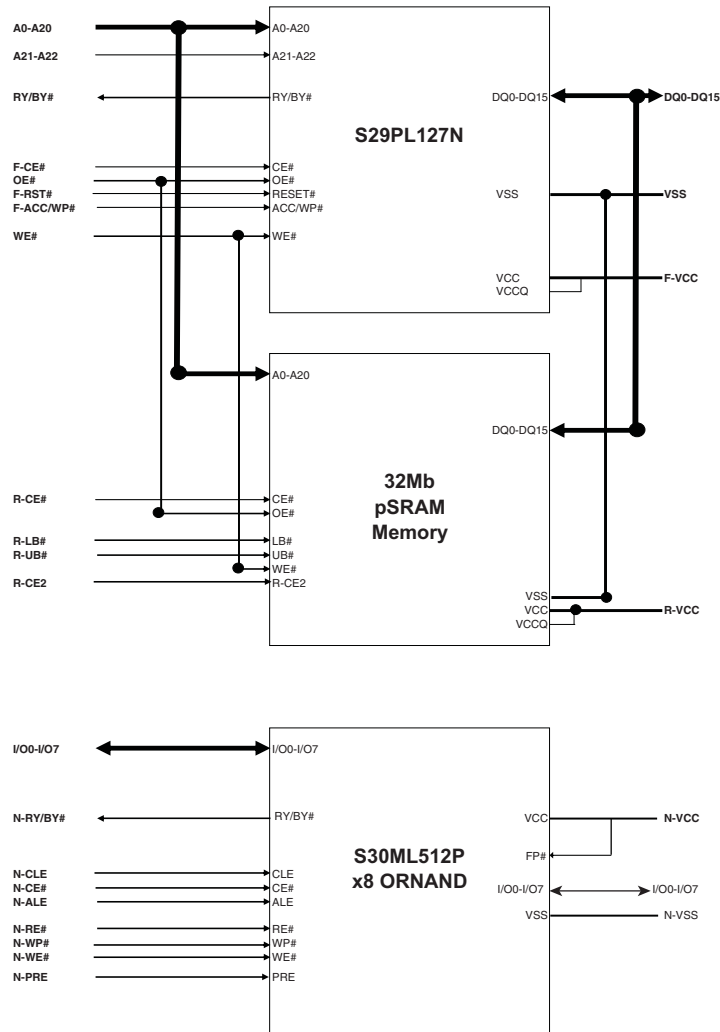 A0-A20 A0-A20
A21-A22 A21-A22
RY/BY# RY/BY# DQ0-DQ15 DQ0-DQ15
S29PL127N
F-CE# CE#
OE# OE#
F-RST# RESET# VSS VSS
F-ACC/WP# ACC/WP#
WE# WE#
VCC F-VCC
VCCQ
A0-A20
DQ0-DQ15
32Mb
pSRAM
Memory
R-CE# CE#
OE#
R-LB# LB#
R-UB# UB#
WE#
R-CE2 R-CE2
VSS
VCC R-VCC
VCCQ
I/O0-I/O7 I/O0-I/O7
N-RY/BY# RY/BY# VCC N-VCC
S30ML512P
x8 ORNAND
FP#
N-CLE CLE
N-CE# CE# I/O0-I/O7 I/O0-I/O7
N-ALE ALE
VSS N-VSS
N-RE# RE#
N-WP# WP#
N-WE# WE#
N-PRE PRE